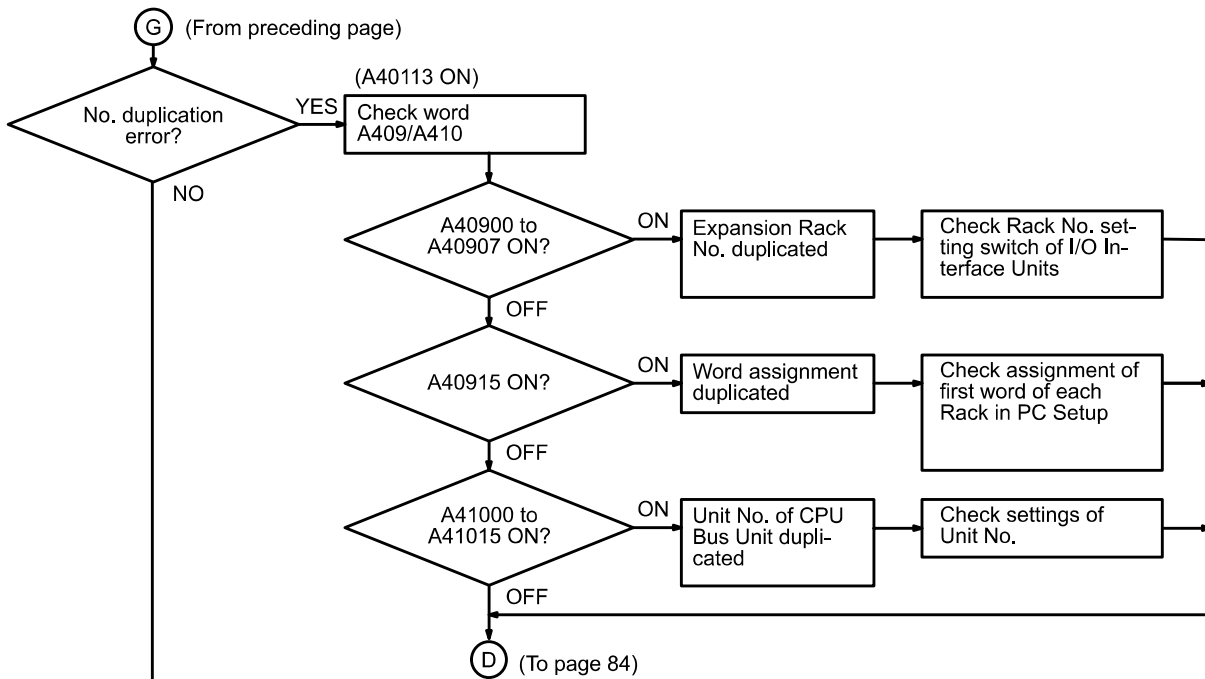 G (From preceding page)
No. duplication
error?
YES
(A40113 ON)
Check word
A409/A410
NO
A40900 to
A40907 ON?
ON
Expansion Rack
No. duplicated
Check Rack No. set-
ting switch of I/O In-
terface Units
OFF
A40915 ON?
ON
Word assignment
duplicated
Check assignment of
first word of each
Rack in PC Setup
OFF
A41000 to
A41015 ON?
ON
Unit No. of CPU
Bus Unit dupli-
cated
Check settings of
Unit No.
OFF
D (To page 84)